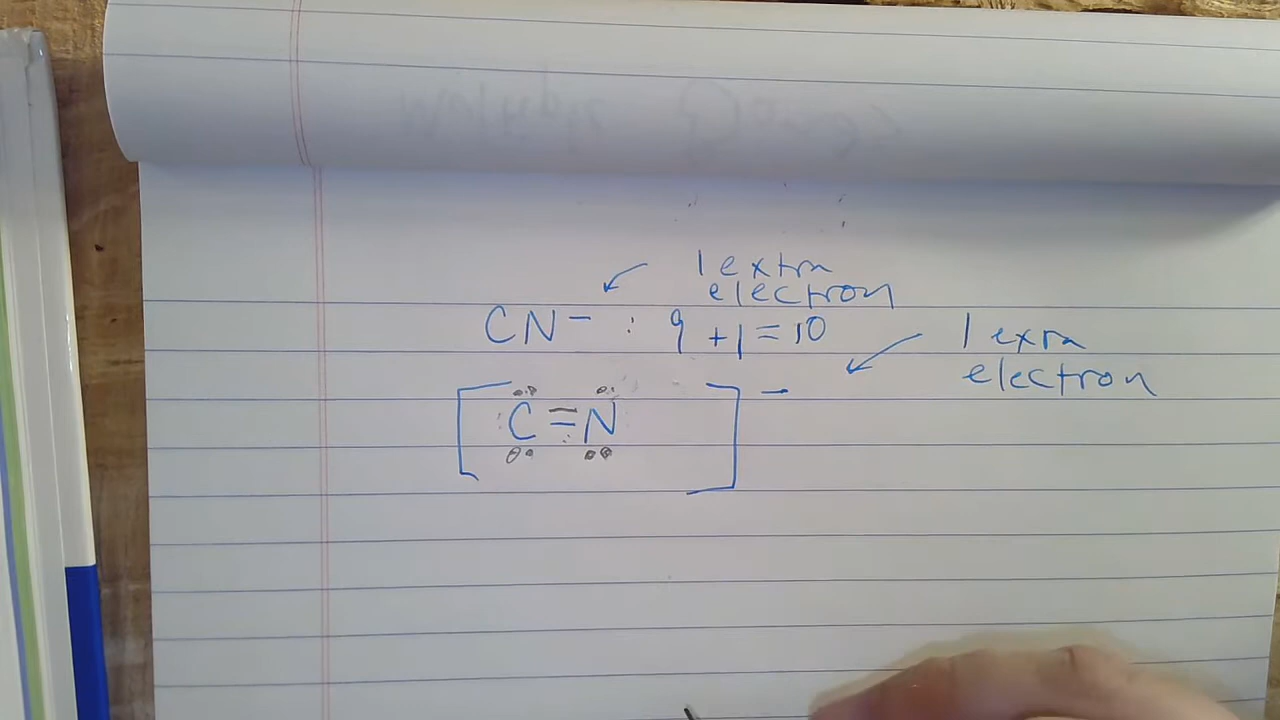 1 extra
electron
CN⁻ : 9 + 1 = 10
1 extra
electron
[C=N]⁻